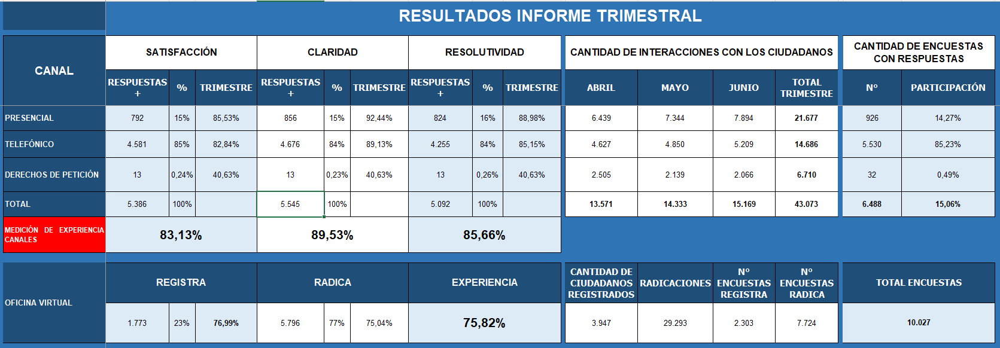 RESULTADOS INFORME TRIMESTRAL
CANAL
SATISFACCIÓN
CLARIDAD
RESOLUTIVIDAD
CANTIDAD DE INTERACCIONES CON LOS CIUDADANOS
CANTIDAD DE ENCUESTAS
CON RESPUESTAS
RESPUESTAS
+
%
TRIMESTRE
RESPUESTAS
+
%
TRIMESTRE
RESPUESTAS
+
%
TRIMESTRE
ABRIL
MAYO
JUNIO
TOTAL
TRIMESTRE
Nº
PARTICIPACIÓN
PRESENCIAL 792 15% 85,53% 856 15% 92,44% 824 16% 88,98% 6.439 7.344 7.894 21.677 926 14,27%
TELEFÓNICO 4.581 85% 82,84% 4.676 84% 89,13% 4.255 84% 85,15% 4.627 4.850 5.209 14.686 5.530 85,23%
DERECHOS DE PETICIÓN 13 0,24% 40,63% 13 0,23% 40,63% 13 0,26% 40,63% 2.505 2.139 2.066 6.710 32 0,49%
TOTAL 5.386 100% 5.545 100% 5.092 100% 13.571 14.333 15.169 43.073 6.488 15,06%
MEDICIÓN DE EXPERIENCIA
CANALES
83,13% 89,53% 85,66%
OFICINA VIRTUAL
REGISTRA
RADICA
EXPERIENCIA
CANTIDAD DE
CIUDADANOS
REGISTRADOS
RADICACIONES
Nº
ENCUESTAS
REGISTRA
Nº
ENCUESTAS
RADICA
TOTAL ENCUESTAS
1.773 23% 76,99% 5.796 77% 75,04% 75,82% 3.947 29.293 2.303 7.724 10.027